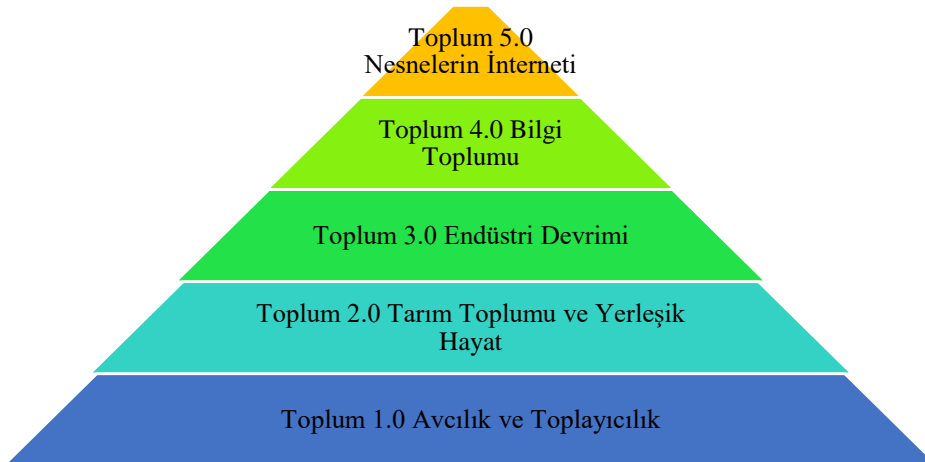 Toplum 5.0
Nesnelerin İnterneti
Toplum 4.0 Bilgi
Toplumu
Toplum 3.0 Endüstri Devrimi
Toplum 2.0 Tarım Toplumu ve Yerleşik
Hayat
Toplum 1.0 Avcılık ve Toplayıcılık